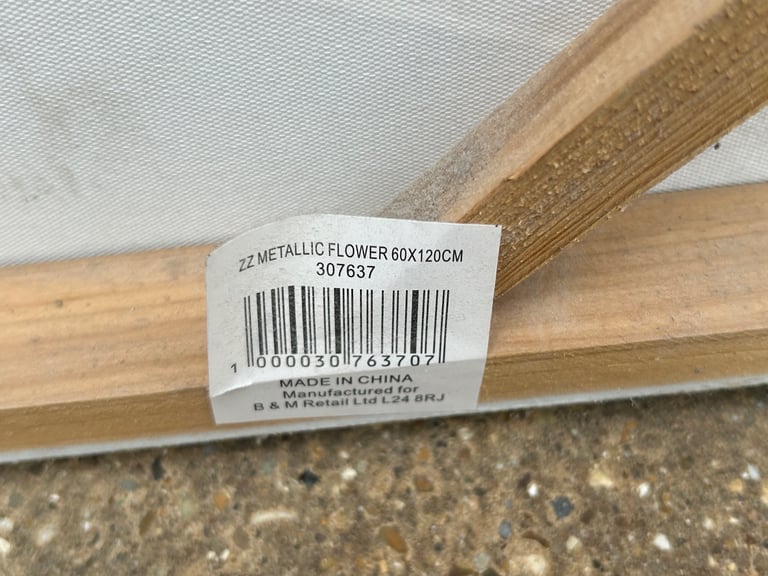 ZZ METALLIC FLOWER 60X120CM
307637
1 000030 763707
MADE IN CHINA
Manufactured for
B & M Retail Ltd L24 8RJ